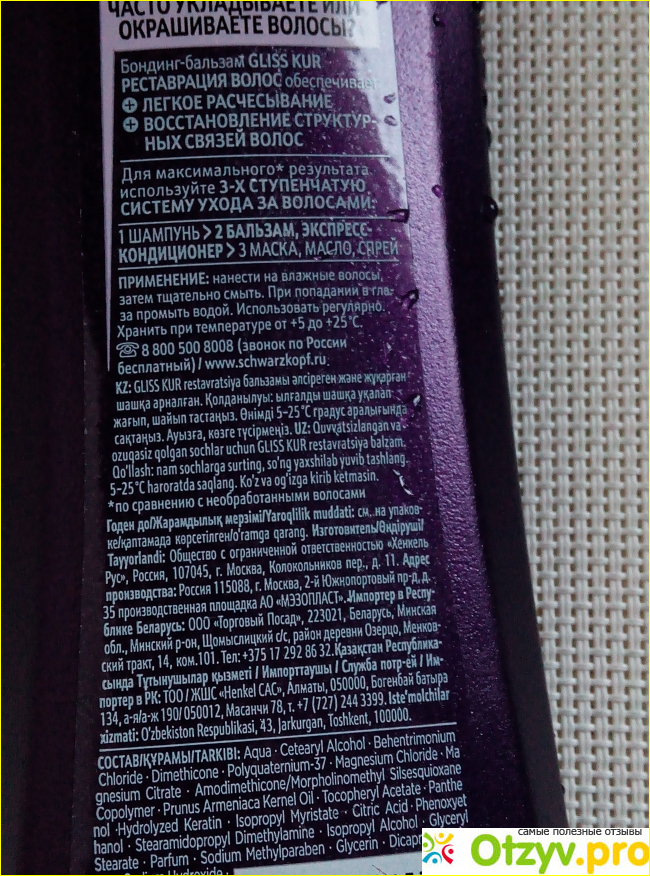 ЧАСТО УКЛАДЫВАЕТЕ ИЛИ
ОКРАШИВАЕТЕ ВОЛОСЫ?
Бондинг-бальзам GLISS KUR
РЕСТАВРАЦИЯ ВОЛОС обеспечивает
+ ЛЕГКОЕ РАСЧЕСЫВАНИЕ
+ ВОССТАНОВЛЕНИЕ СТРУКТУР-
НЫХ СВЯЗЕЙ ВОЛОС
Для максимального* результата
используйте 3-Х СТУПЕНЧАТУЮ
СИСТЕМУ УХОДА ЗА ВОЛОСАМИ:
1 ШАМПУНЬ > 2 БАЛЬЗАМ, ЭКСПРЕСС-
КОНДИЦИОНЕР > 3 МАСКА, МАСЛО, СПРЕЙ
ПРИМЕНЕНИЕ: нанести на влажные волосы,
затем тщательно смыть. При попадании в гла-
за промыть водой. Использовать регулярно.
Хранить при температуре от +5 до +25°C.
8 800 500 8008 (звонок по России
бесплатный) / www.schwarzkopf.ru.
KZ: GLISS KUR restavratsiya бальзамы әлсіреген және жұқарған
шашқа арналған. Қолданылуы: ылғалды шашқа уқалап
жағып, шайып тастаңыз. Өнімді 5-25°C градус аралығында
сақтаңыз. Ауызға, көзге түсірмеңіз. UZ: Quvvatsizlangan va
ozuqasiz qolgan sochlar uchun GLISS KUR restavratsiya balzam.
Qo'llash: nam sochlarga surting, so'ng yaxshilab yuvib tashlang.
5-25°C haroratda saqlang. Ko'z va og'izga kirib ketmasin.
*по сравнению с необработанными волосами
Годен до/Жарамдылық мерзімі/Yaroqlilik muddati: см. на упаков-
ке/қаптамада көрсетілген/o'ramga qarang. Изготовитель/Өндіруші/
Tayyorlandi: Общество с ограниченной ответственностью «Хенкель
Рус», Россия, 107045, г. Москва, Колокольников пер., д. 11. Адрес
производства: Россия 115088, г. Москва, 2-й Южнопортовый пр-д, д.
35 производственная площадка АО «МЭЗОПЛАСТ». Импортер в Респу-
блике Беларусь: ООО «Торговый Посад», 223021, Беларусь, Минская
обл., Минский р-он, Щомыслицкий с/с, район деревни Озерцо, Менков-
ский тракт, 14, ком.101. Тел: +375 17 292 86 32. Қазақстан Республика-
сында Тұтынушылар қызметі / Импорттаушы / Служба потр-ей / Им-
портер в РК: ТОО / ЖШС «Henkel САС», Алматы, 050000, Богенбай батыра
134, а-я/а-ж 190/ 050012, Масанчи 78, т. +7 (727) 244 3399. Iste'molchilar
xizmati: O'zbekiston Respublikasi, 43, Jarkurgan, Toshkent, 100000.
СОСТАВ/ҚҰРАМЫ/TARKIBI: Aqua · Cetearyl Alcohol · Behentrimonium
Chloride · Dimethicone · Polyquaternium-37 · Magnesium Chloride · Ma
gnesium Citrate · Amodimethicone/Morpholinomethyl Silsesquioxane
Copolymer · Prunus Armeniaca Kernel Oil · Tocopheryl Acetate · Panthe
nol · Hydrolyzed Keratin · Isopropyl Myristate · Citric Acid · Phenoxyet
hanol · Stearamidopropyl Dimethylamine · Isopropyl Alcohol · Glyceryl
Stearate · Parfum · Sodium Methylparaben · Glycerin ·
Sodium Hydroxide ·
самые полезные отзывы
Otzyv.pro